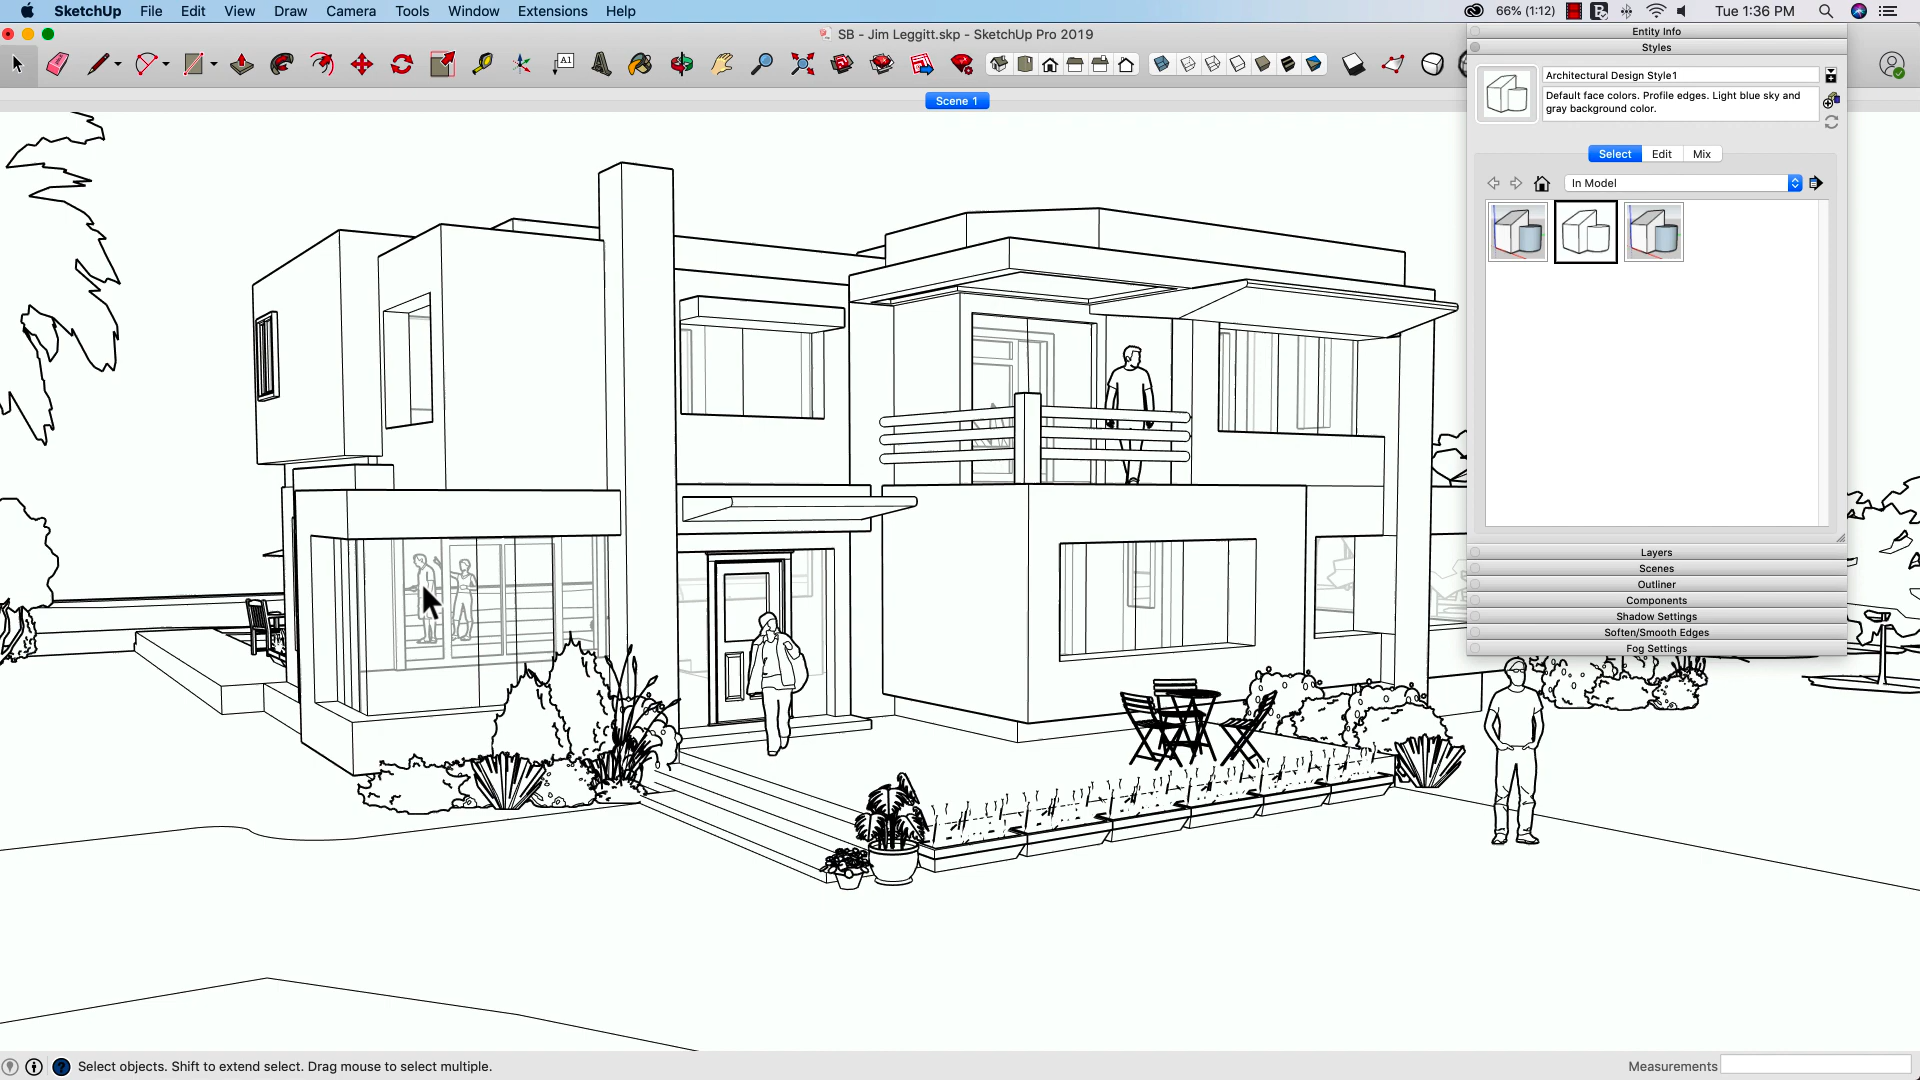 SketchUp File Edit View Draw Camera Tools Window Extensions Help
66% (1:12) Tue 1:36 PM
SB - Jim Leggitt.skp - SketchUp Pro 2019
A1
Scene 1
Entity Info
Styles
Architectural Design Style1
Default face colors. Profile edges. Light blue sky and
gray background color.
Select Edit Mix
In Model
Layers
Scenes
Outliner
Components
Shadow Settings
Soften/Smooth Edges
Fog Settings
Select objects. Shift to extend select. Drag mouse to select multiple.
Measurements